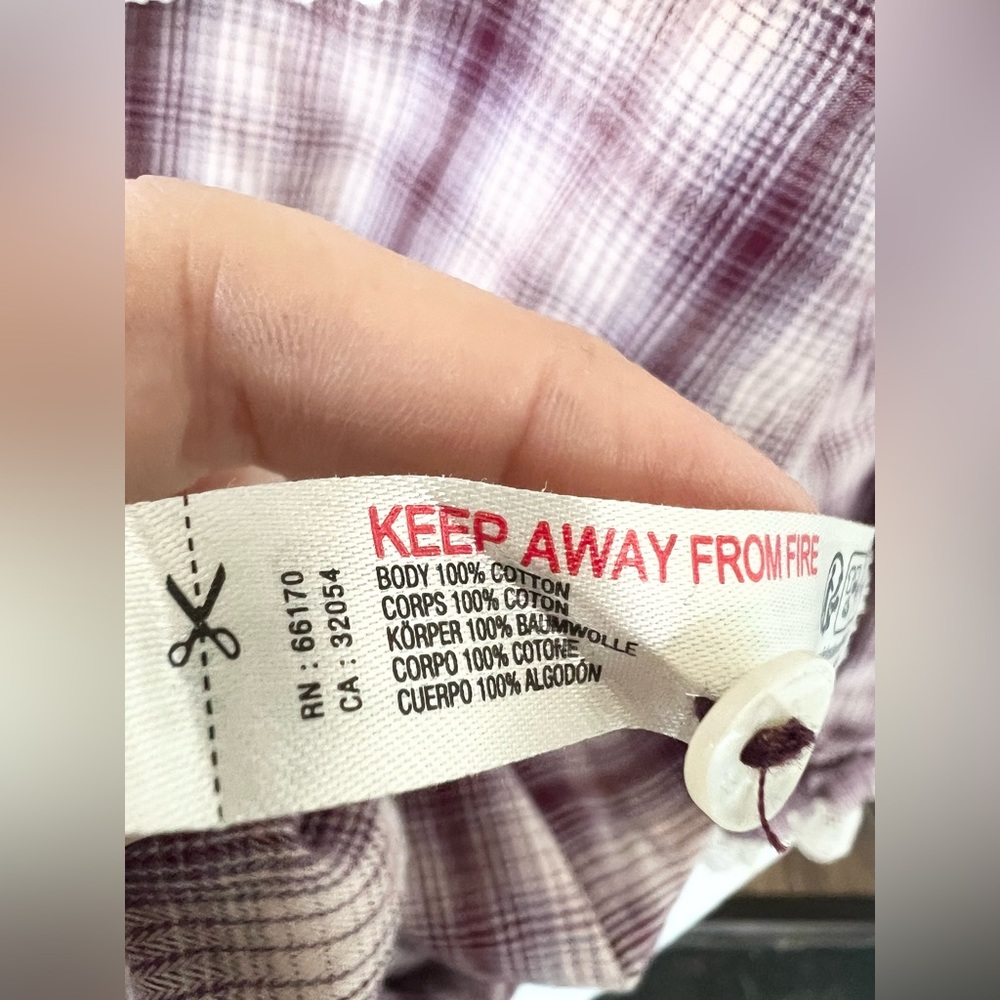 KEEP AWAY FROM FIRE
BODY 100% COTTON
CORPS 100% COTON
KÖRPER 100% BAUMWOLLE
CORPO 100% COTONE
CUERPO 100% ALGODÓN
RN : 66170
CA : 32054